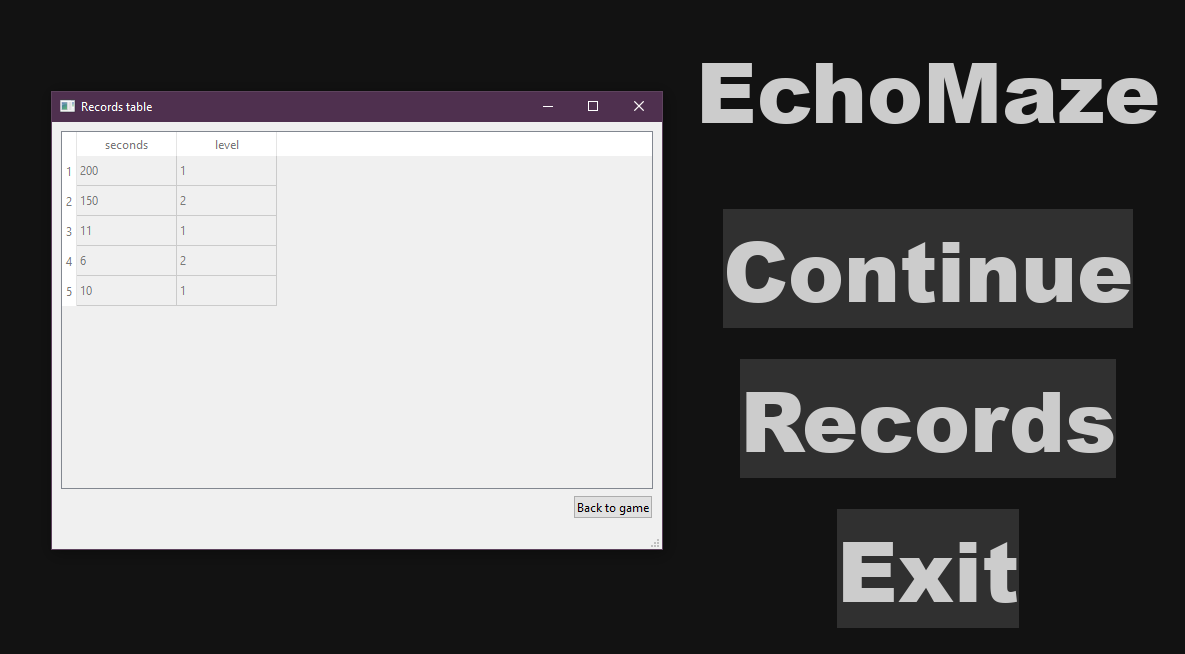 Records table
seconds level
1 200 1
2 150 2
3 11 1
4 6 2
5 10 1
Back to game
EchoMaze
Continue
Records
Exit